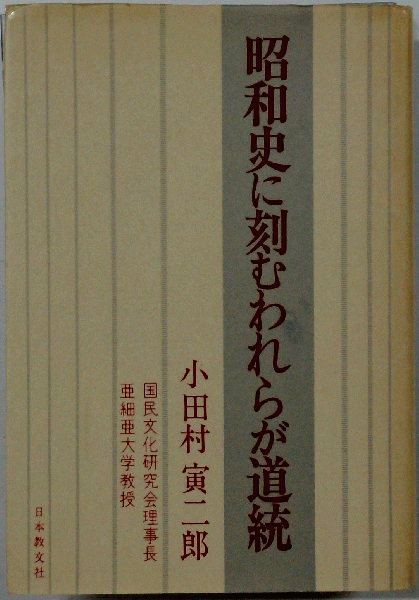 昭和史に刻むわれらが道統
小田村寅二郎
国民文化研究会理事長
亜細亜大学教授
日本教文社